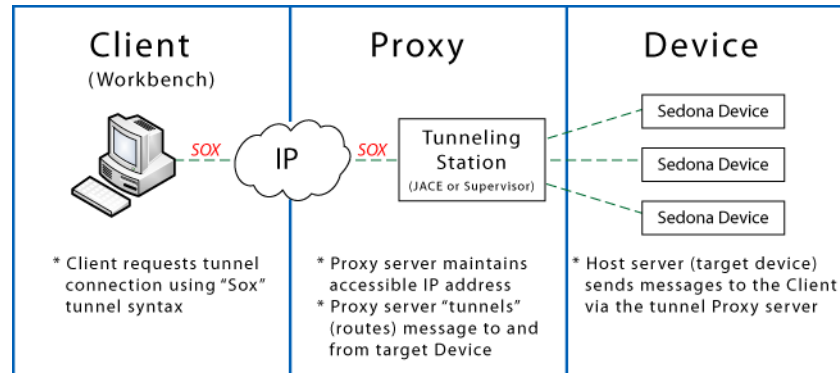 Client
(Workbench)
SOX
IP
* Client requests tunnel
connection using “Sox”
tunnel syntax
Proxy
SOX
Tunneling
Station
(JACE or Supervisor)
* Proxy server maintains
accessible IP address
* Proxy server “tunnels”
(routes) message to and
from target Device
Device
Sedona Device
Sedona Device
Sedona Device
* Host server (target device)
sends messages to the Client
via the tunnel Proxy server